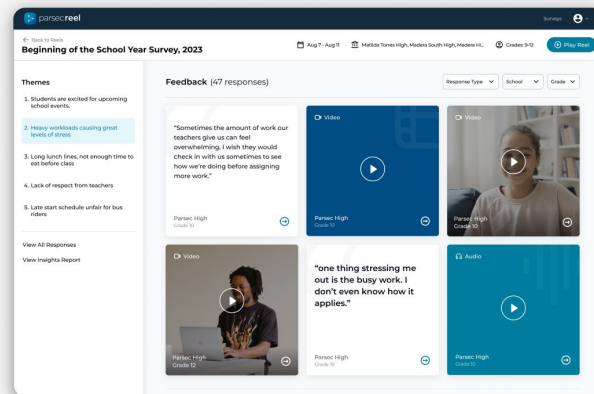 parsecreel
Surveys
Back to Reels
Beginning of the School Year Survey, 2023
Aug 7 - Aug 11
Matilda Torres High, Madera South High, Madera Hi...
Grades: 9-12
Play Reel
Themes
1. Students are excited for upcoming
school events.
2. Heavy workloads causing great
levels of stress
3. Long lunch lines, not enough time to
eat before class
4. Lack of respect from teachers
5. Late start schedule unfair for bus
riders
View All Responses
View Insights Report
Feedback (47 responses)
Response Type
School
Grade
"Sometimes the amount of work our
teachers give us can feel
overwhelming. I wish they would
check in with us sometimes to see
how we're doing before assigning
more work."
Parsec High
Grade 10
Video
Parsec High
Grade 10
Video
Parsec High
Grade 10
Video
Parsec High
Grade 12
"one thing stressing me
out is the busy work. I
don't even know how it
applies."
Parsec High
Grade 10
Audio
Parsec High
Grade 10